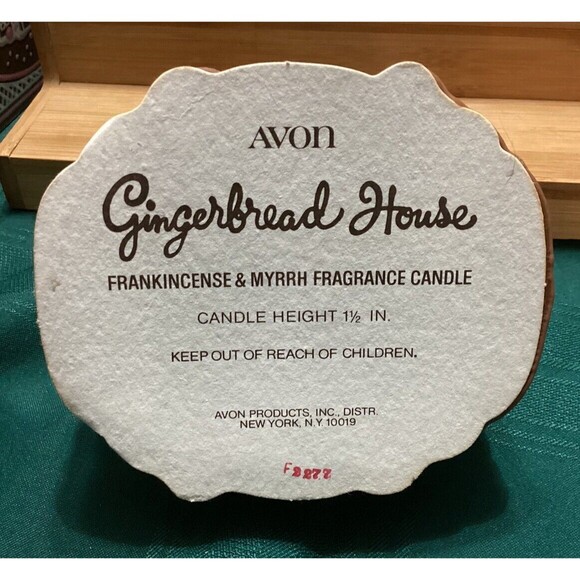 AVON
Gingerbread House
FRANKINCENSE & MYRRH FRAGRANCE CANDLE
CANDLE HEIGHT 1½ IN.
KEEP OUT OF REACH OF CHILDREN.
AVON PRODUCTS, INC., DISTR.
NEW YORK, N Y 10019
F2277